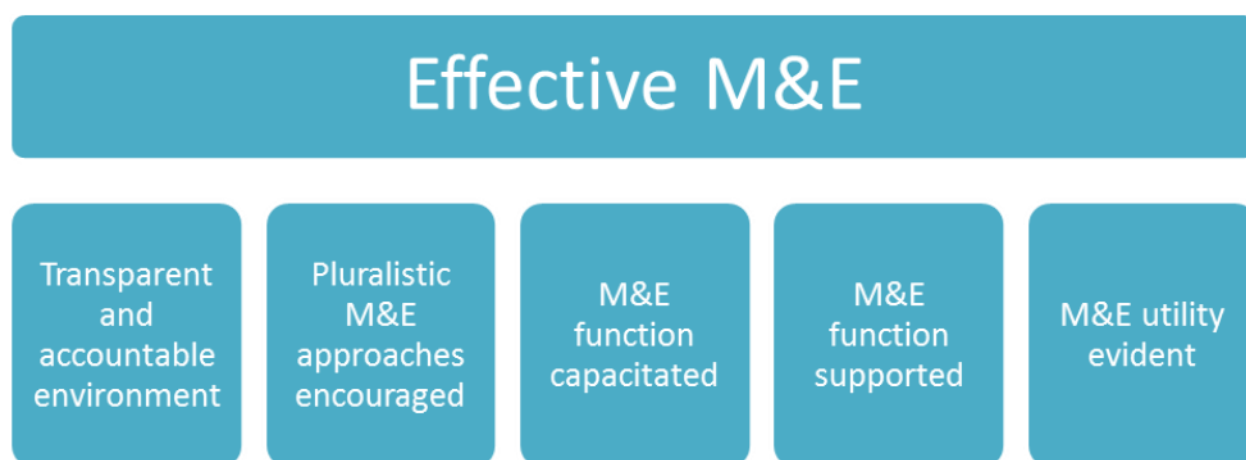 Effective M&E
Transparent
and
accountable
environment
Pluralistic
M&E
approaches
encouraged
M&E
function
capacitated
M&E
function
supported
M&E utility
evident